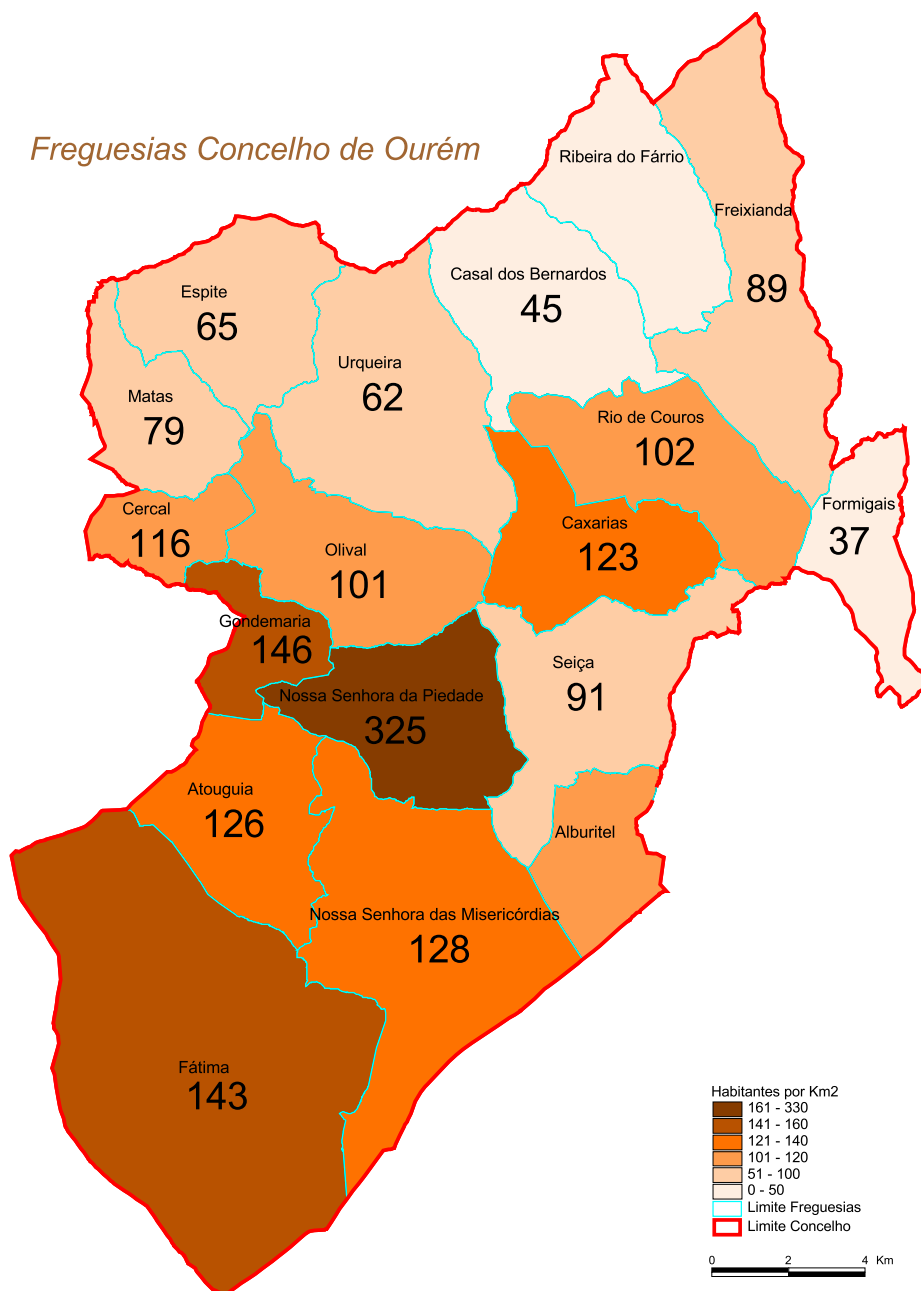 Freguesias Concelho de Ourém
Ribeira do Fárrio
Freixianda
89
Casal dos Bernardos
45
Espite
65
Urqueira
62
Matas
79
Rio de Couros
102
Cercal
116
Formigais
37
Caxarias
123
Olival
101
Gondemaria
146
Seiça
91
Nossa Senhora da Piedade
325
Atouguia
126
Alburitel
Nossa Senhora das Misericórdias
128
Fátima
143
Habitantes por Km2
161 - 330
141 - 160
121 - 140
101 - 120
51 - 100
0 - 50
Limite Freguesias
Limite Concelho
0 2 4 Km